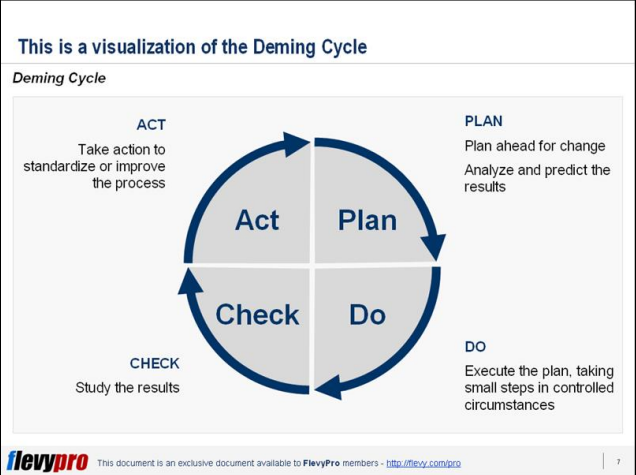 This is a visualization of the Deming Cycle
Deming Cycle
ACT
Take action to
standardize or improve
the process
PLAN
Plan ahead for change
Analyze and predict the
results
Act
Plan
Check
Do
CHECK
Study the results
DO
Execute the plan, taking
small steps in controlled
circumstances
flevypro
This document is an exclusive document available to FlevyPro members - http://flevy.com/pro
7